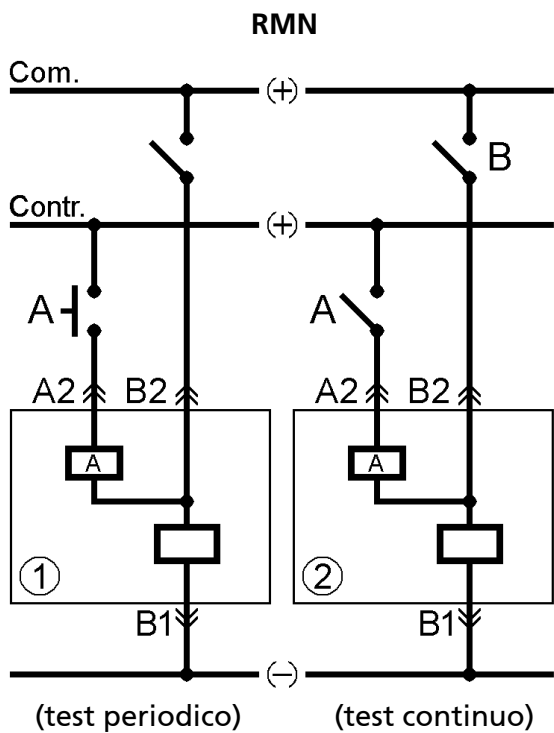 RMN
Com.
(+)
(+)
B
Contr.
(+)
(+)
A
A
A2
B2
A2
B2
A
A
1
2
B1
B1
(−)
(test periodico)
(test continuo)